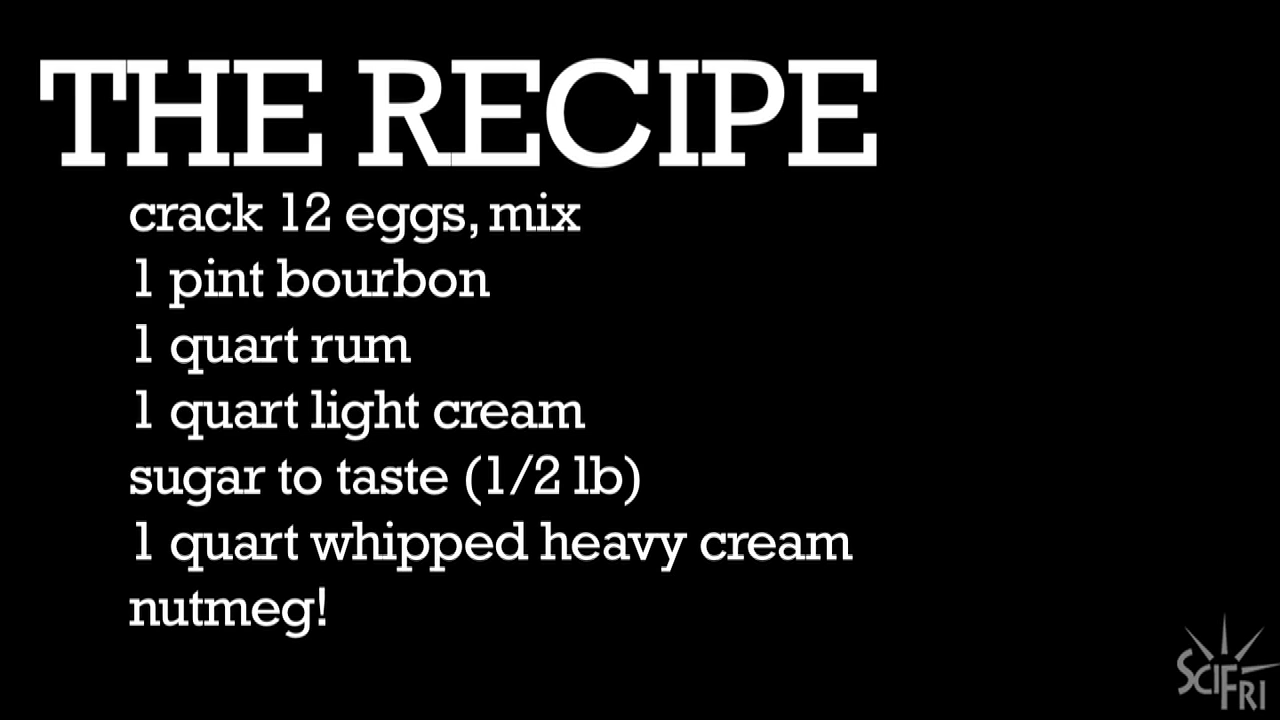 THE RECIPE
crack 12 eggs, mix
1 pint bourbon
1 quart rum
1 quart light cream
sugar to taste (1/2 lb)
1 quart whipped heavy cream
nutmeg!
SCIFRI